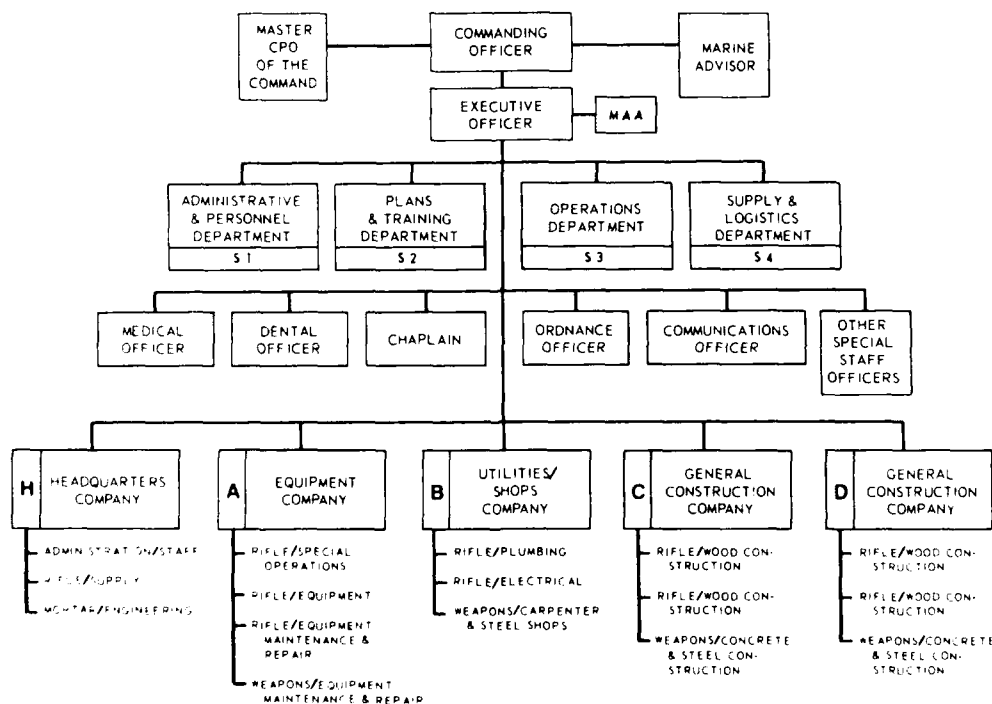 MASTER
CPO
OF THE
COMMAND
COMMANDING
OFFICER
MARINE
ADVISOR
EXECUTIVE
OFFICER
MAA
ADMINISTRATIVE
& PERSONNEL
DEPARTMENT
S1
PLANS
& TRAINING
DEPARTMENT
S2
OPERATIONS
DEPARTMENT
S3
SUPPLY &
LOGISTICS
DEPARTMENT
S4
MEDICAL
OFFICER
DENTAL
OFFICER
CHAPLAIN
ORDNANCE
OFFICER
COMMUNICATIONS
OFFICER
OTHER
SPECIAL
STAFF
OFFICERS
H
HEADQUARTERS
COMPANY
ADMINISTRATION/STAFF
RIFLE/SUPPLY
MORTAR/ENGINEERING
A
EQUIPMENT
COMPANY
RIFLE/SPECIAL
OPERATIONS
RIFLE/EQUIPMENT
RIFLE/EQUIPMENT
MAINTENANCE &
REPAIR
WEAPONS/EQUIPMENT
MAINTENANCE & REPAIR
B
UTILITIES/
SHOPS
COMPANY
RIFLE/PLUMBING
RIFLE/ELECTRICAL
WEAPONS/CARPENTER
& STEEL SHOPS
C
GENERAL
CONSTRUCTION
COMPANY
RIFLE/WOOD CON-
STRUCTION
RIFLE/WOOD CON-
STRUCTION
WEAPONS/CONCRETE
& STEEL CON-
STRUCTION
D
GENERAL
CONSTRUCTION
COMPANY
RIFLE/WOOD CON-
STRUCTION
RIFLE/WOOD CON-
STRUCTION
WEAPONS/CONCRETE
& STEEL CON-
STRUCTION